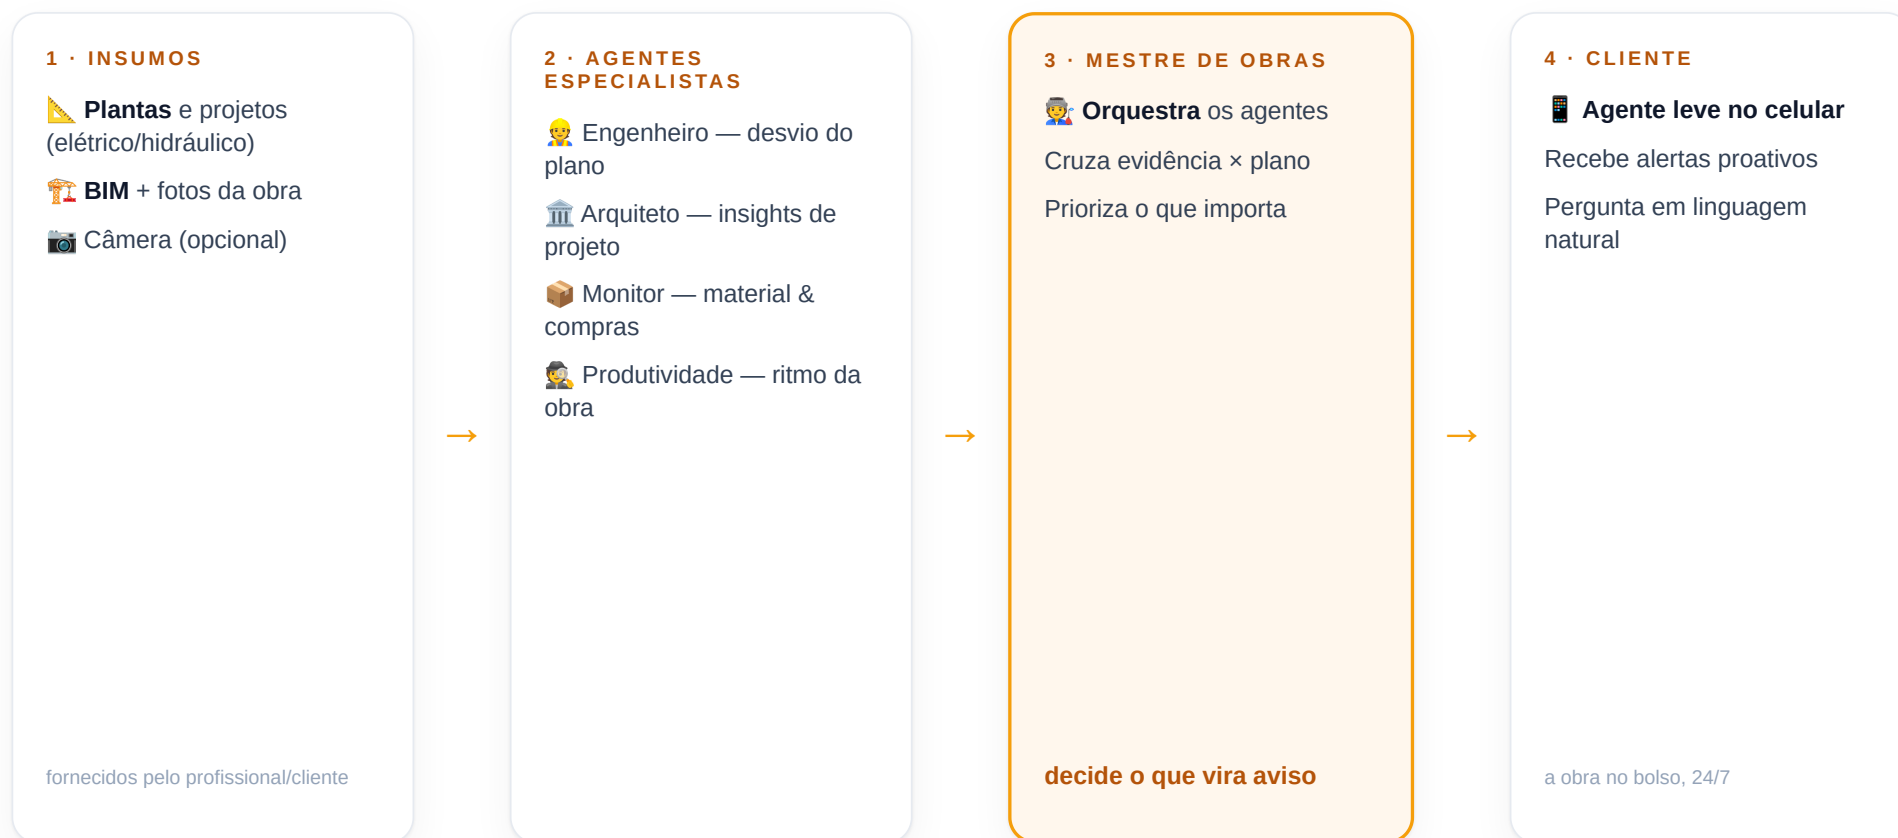 1 · INSUMOS
📐 Plantas e projetos
(elétrico/hidráulico)
🏗️ BIM + fotos da obra
📷 Câmera (opcional)
fornecidos pelo profissional/cliente
→
2 · AGENTES
ESPECIALISTAS
👷 Engenheiro — desvio do
plano
🏛️ Arquiteto — insights de
projeto
📦 Monitor — material &
compras
🕵️ Produtividade — ritmo da
obra
→
3 · MESTRE DE OBRAS
🧑‍🏭 Orquestra os agentes
Cruza evidência × plano
Prioriza o que importa
decide o que vira aviso
→
4 · CLIENTE
📱 Agente leve no celular
Recebe alertas proativos
Pergunta em linguagem
natural
a obra no bolso, 24/7